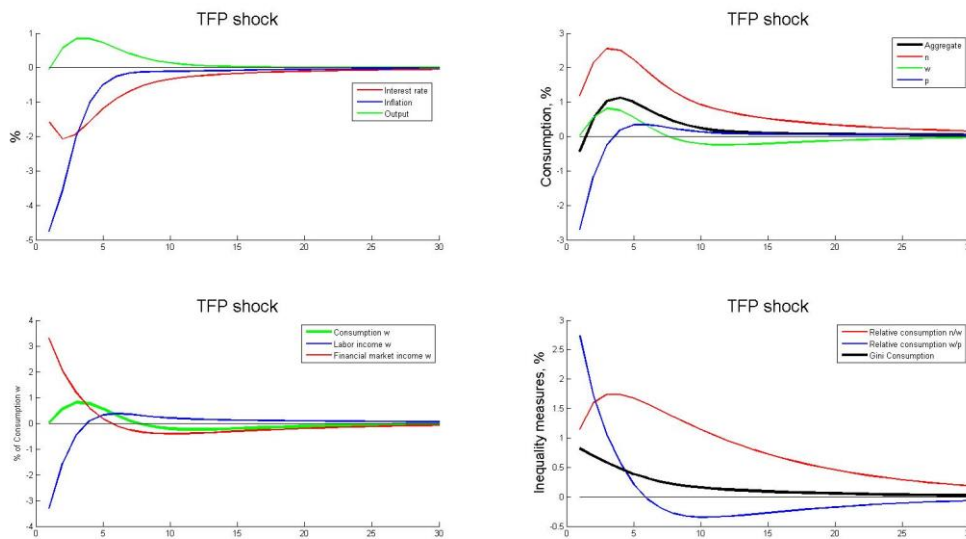 TFP shock
1
0
-1
-2
-3
-4
-5
%
0 5 10 15 20 25 30
Interest rate
Inflation
Output
TFP shock
3
2
1
0
-1
-2
-3
Consumption, %
0 5 10 15 20 25
Aggregate
n
w
p
TFP shock
4
3
2
1
0
-1
-2
-3
-4
% of Consumption w
0 5 10 15 20 25 30
Consumption w
Labor income w
Financial market income w
TFP shock
3
2.5
2
1.5
1
0.5
0
-0.5
Inequality measures, %
0 5 10 15 20 25
Relative consumption n/w
Relative consumption w/p
Gini Consumption